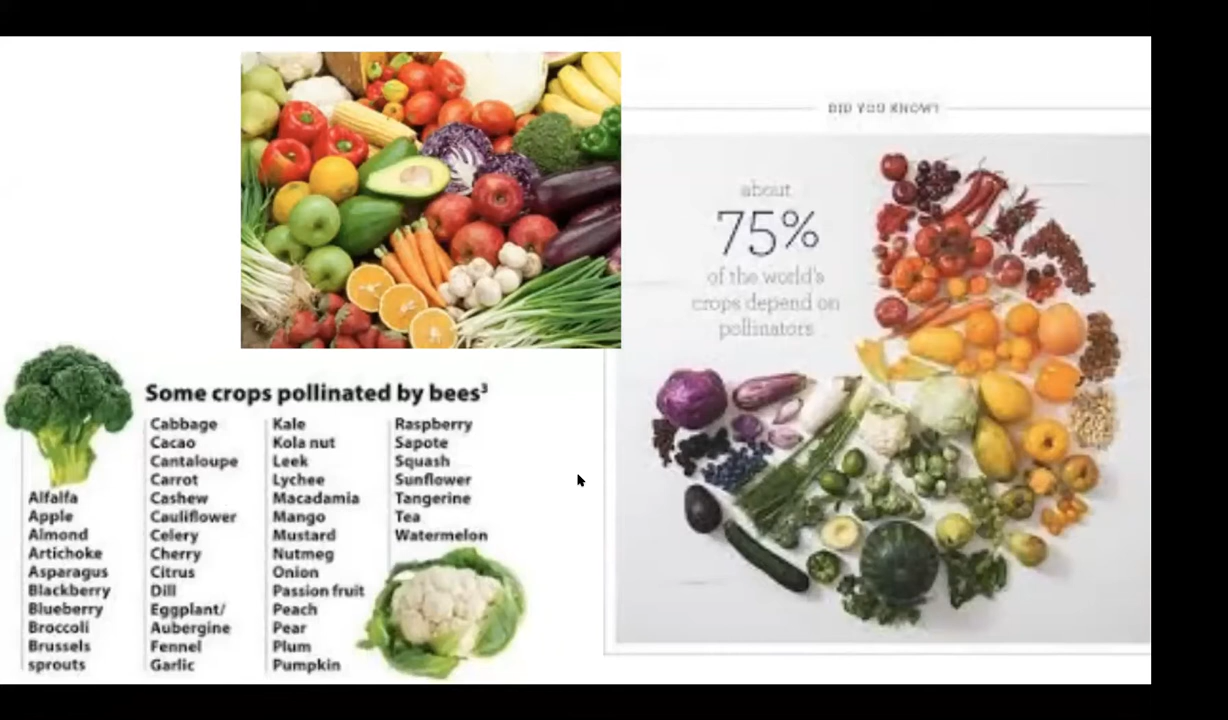 DID YOU KNOW?
about
75%
of the world's
crops depend on
pollinators
Some crops pollinated by bees³
Alfalfa
Apple
Almond
Artichoke
Asparagus
Blackberry
Blueberry
Broccoli
Brussels
sprouts
Cabbage
Cacao
Cantaloupe
Carrot
Cashew
Cauliflower
Celery
Cherry
Citrus
Dill
Eggplant/
Aubergine
Fennel
Garlic
Kale
Kola nut
Leek
Lychee
Macadamia
Mango
Mustard
Nutmeg
Onion
Passion fruit
Peach
Pear
Plum
Pumpkin
Raspberry
Sapote
Squash
Sunflower
Tangerine
Tea
Watermelon